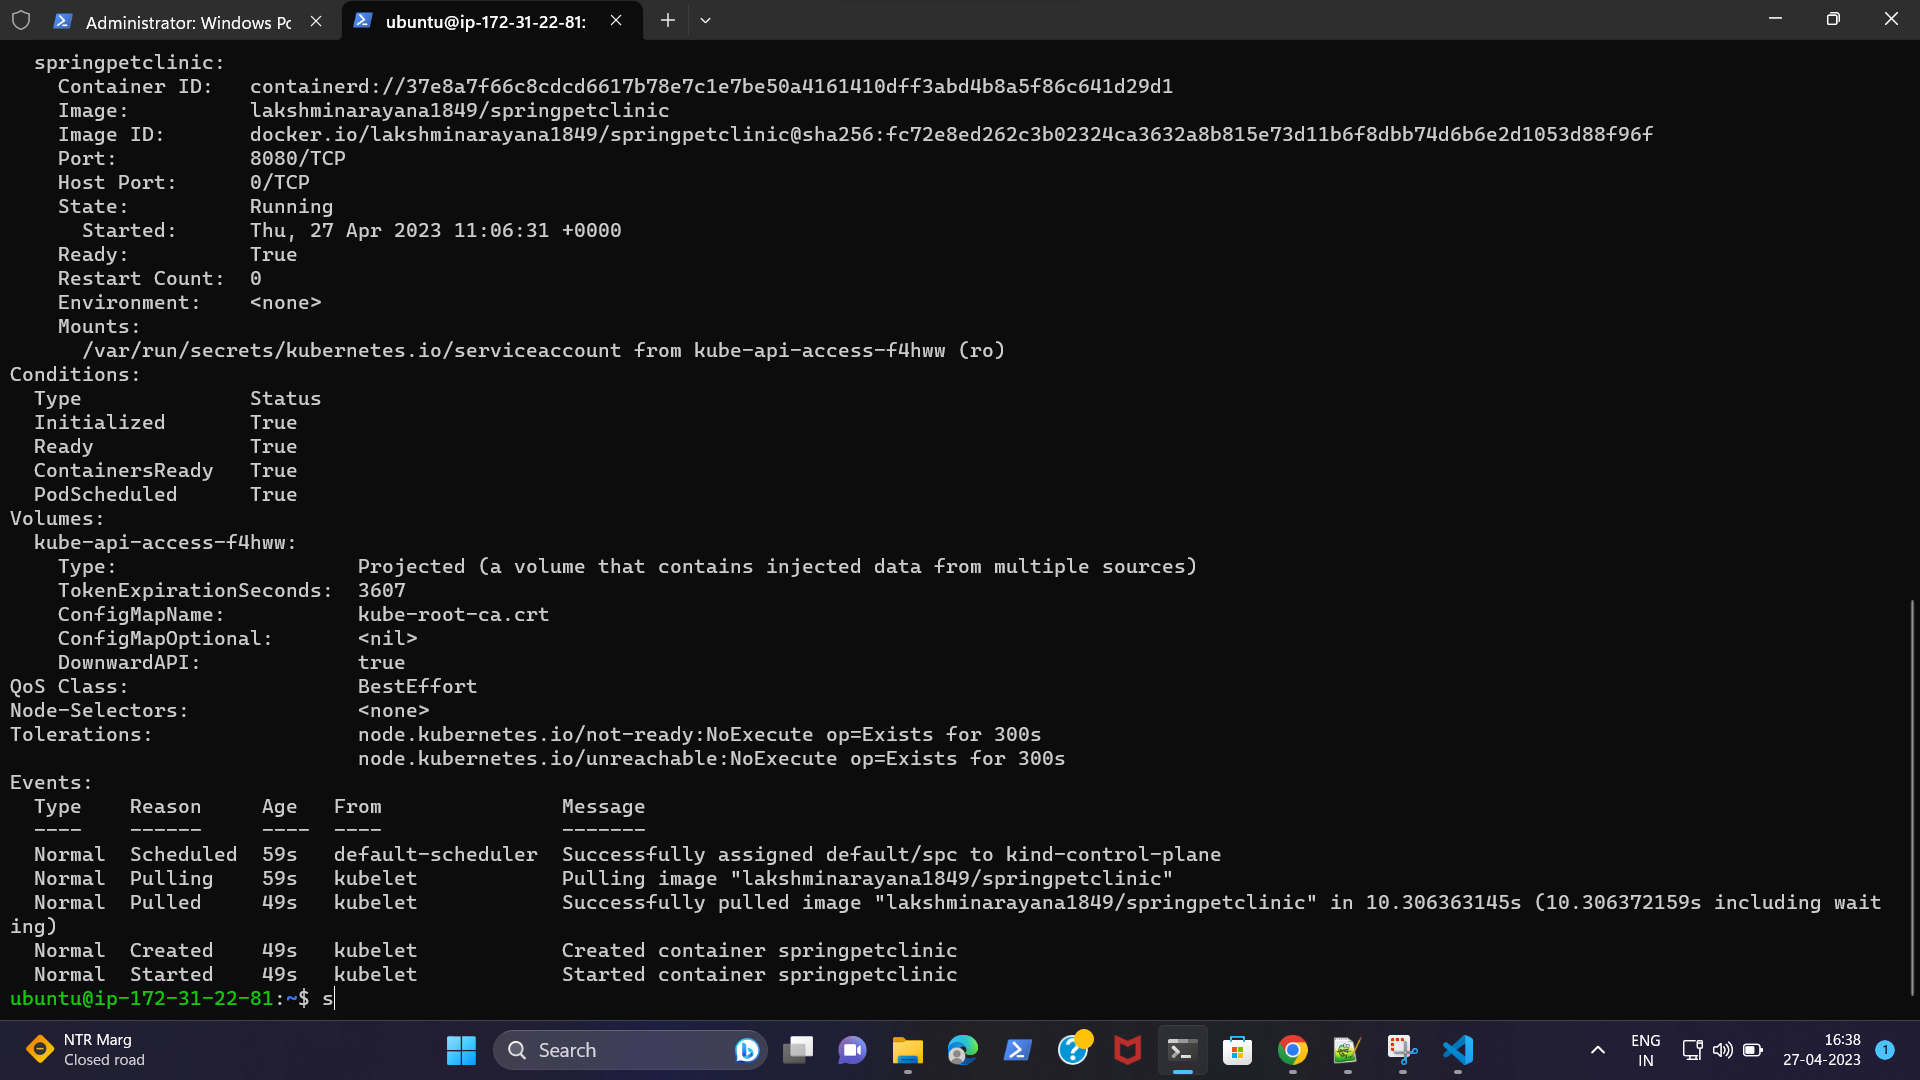 Administrator: Windows Pc
ubuntu@ip-172-31-22-81:
  springpetclinic:
    Container ID:   containerd://37e8a7f66c8cdcd6617b78e7c1e7be50a4161410dff3abd4b8a5f86c641d29d1
    Image:          lakshminarayana1849/springpetclinic
    Image ID:       docker.io/lakshminarayana1849/springpetclinic@sha256:fc72e8ed262c3b02324ca3632a8b815e73d11b6f8dbb74d6b6e2d1053d88f96f
    Port:           8080/TCP
    Host Port:      0/TCP
    State:          Running
      Started:      Thu, 27 Apr 2023 11:06:31 +0000
    Ready:          True
    Restart Count:  0
    Environment:    <none>
    Mounts:
      /var/run/secrets/kubernetes.io/serviceaccount from kube-api-access-f4hww (ro)
Conditions:
  Type              Status
  Initialized       True
  Ready             True
  ContainersReady   True
  PodScheduled      True
Volumes:
  kube-api-access-f4hww:
    Type:                    Projected (a volume that contains injected data from multiple sources)
    TokenExpirationSeconds:  3607
    ConfigMapName:           kube-root-ca.crt
    ConfigMapOptional:       <nil>
    DownwardAPI:             true
QoS Class:                   BestEffort
Node-Selectors:              <none>
Tolerations:                 node.kubernetes.io/not-ready:NoExecute op=Exists for 300s
                             node.kubernetes.io/unreachable:NoExecute op=Exists for 300s
Events:
  Type    Reason     Age   From               Message
  ----    ------     ----  ----               -------
  Normal  Scheduled  59s   default-scheduler  Successfully assigned default/spc to kind-control-plane
  Normal  Pulling    59s   kubelet            Pulling image "lakshminarayana1849/springpetclinic"
  Normal  Pulled     49s   kubelet            Successfully pulled image "lakshminarayana1849/springpetclinic" in 10.306363145s (10.306372159s including wait
ing)
  Normal  Created    49s   kubelet            Created container springpetclinic
  Normal  Started    49s   kubelet            Started container springpetclinic
ubuntu@ip-172-31-22-81:~$ s
NTR Marg
Closed road
Search
ENG
IN
16:38
27-04-2023
1